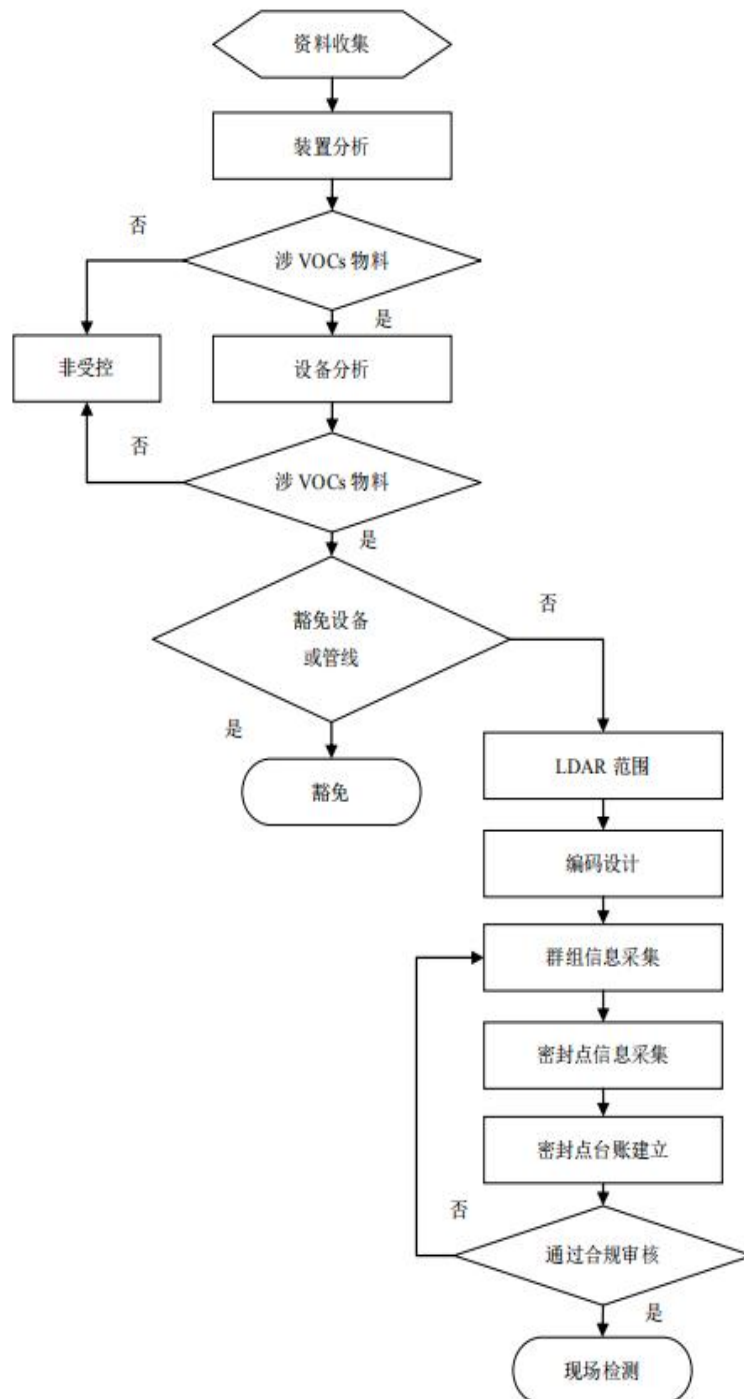 资料收集
装置分析
否
涉 VOCs 物料
是
非受控
设备分析
否
涉 VOCs 物料
是
豁免设备
或管线
否
是
豁免
LDAR 范围
编码设计
群组信息采集
密封点信息采集
密封点台账建立
否
通过合规审核
是
现场检测